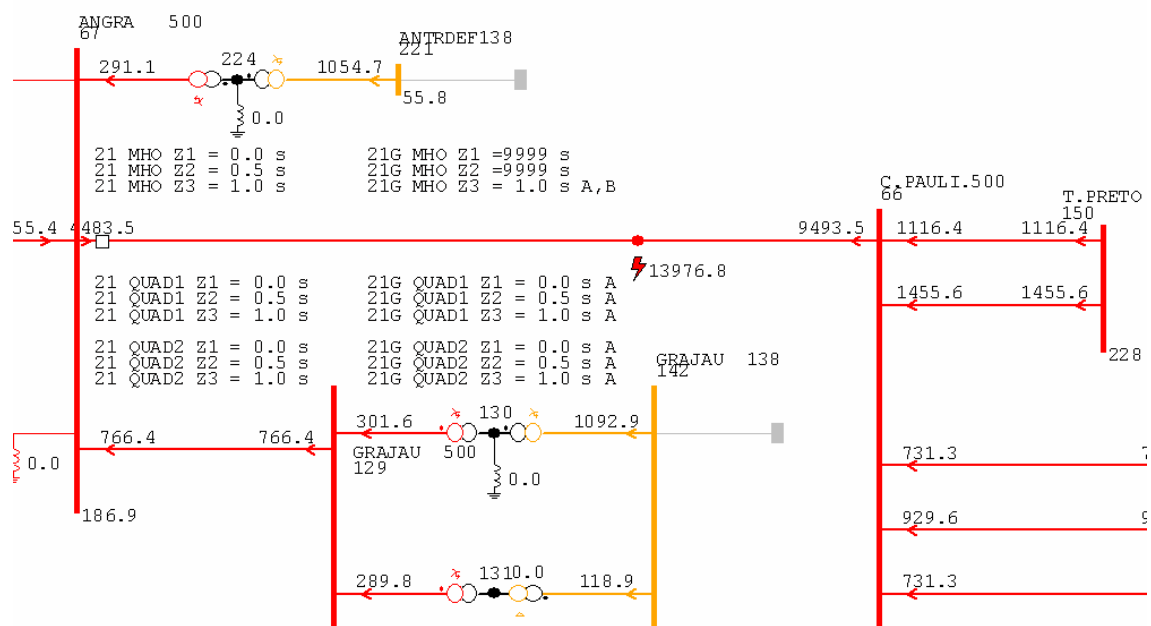 ANGRA 500
67
ANTRDEF138
221
291.1
224
1054.7
55.8
0.0
21 MHO Z1 = 0.0 s
21 MHO Z2 = 0.5 s
21 MHO Z3 = 1.0 s
21G MHO Z1 =9999 s
21G MHO Z2 =9999 s
21G MHO Z3 = 1.0 s A,B
C.PAULI.500
66
T.PRETO
150
55.4
4483.5
9493.5
1116.4
1116.4
13976.8
21 QUAD1 Z1 = 0.0 s
21 QUAD1 Z2 = 0.5 s
21 QUAD1 Z3 = 1.0 s
21G QUAD1 Z1 = 0.0 s A
21G QUAD1 Z2 = 0.5 s A
21G QUAD1 Z3 = 1.0 s A
1455.6
1455.6
21 QUAD2 Z1 = 0.0 s
21 QUAD2 Z2 = 0.5 s
21 QUAD2 Z3 = 1.0 s
21G QUAD2 Z1 = 0.0 s A
21G QUAD2 Z2 = 0.5 s A
21G QUAD2 Z3 = 1.0 s A
GRAJAU 138
142
228
301.6
130
1092.9
766.4
766.4
GRAJAU 500
129
0.0
0.0
731.3
186.9
929.6
289.8
131
0.0
118.9
731.3